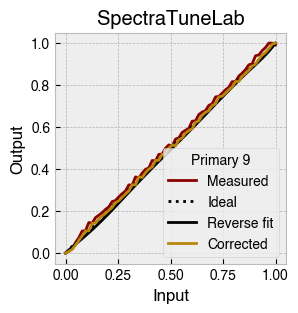 SpectraTuneLab
1.0
0.8
0.6
0.4
0.2
0.0
Output
Primary 9
Measured
Ideal
Reverse fit
Corrected
0.00
0.25
0.50
0.75
1.00
Input